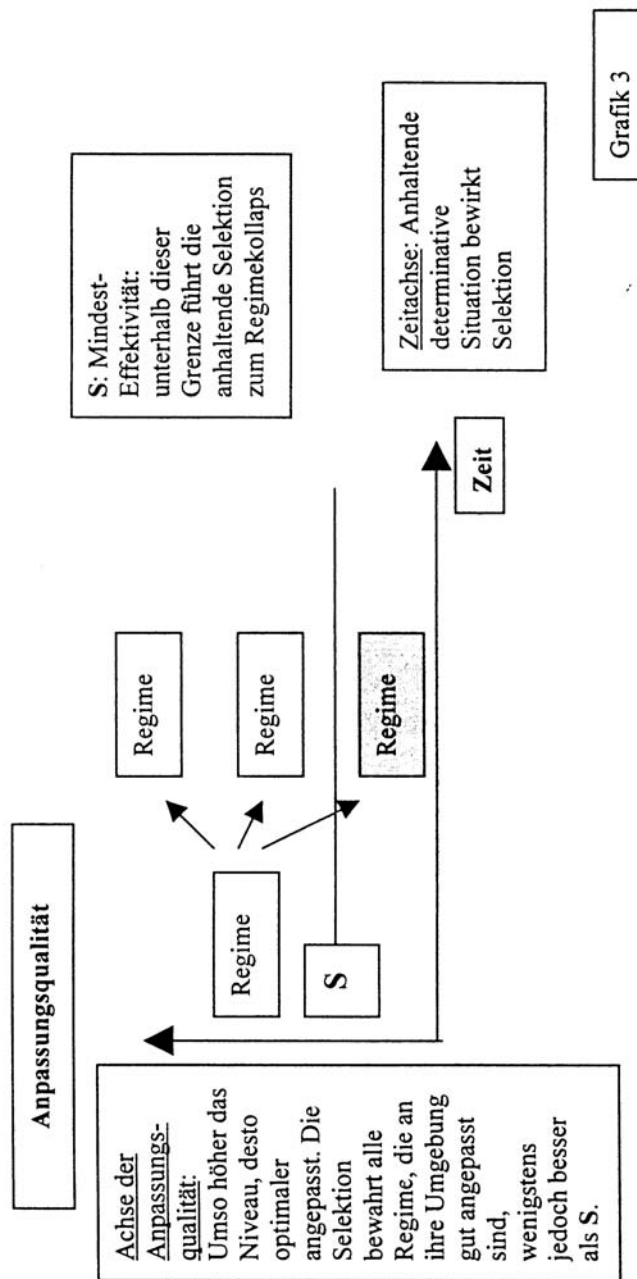 Anpassungsqualität
Achse der
Anpassungs-
qualität:
Umso höher das
Niveau, desto
optimaler
angepasst. Die
Selektion
bewahrt alle
Regime, die an
ihre Umgebung
gut angepasst
sind,
wenigstens
jedoch besser
als S.
Regime
S
Regime
Regime
Regime
Zeit
S: Mindest-
Effektivität:
unterhalb dieser
Grenze führt die
anhaltende Selektion
zum Regimekollaps
Zeitachse: Anhaltende
determinative
Situation bewirkt
Selektion
Grafik 3